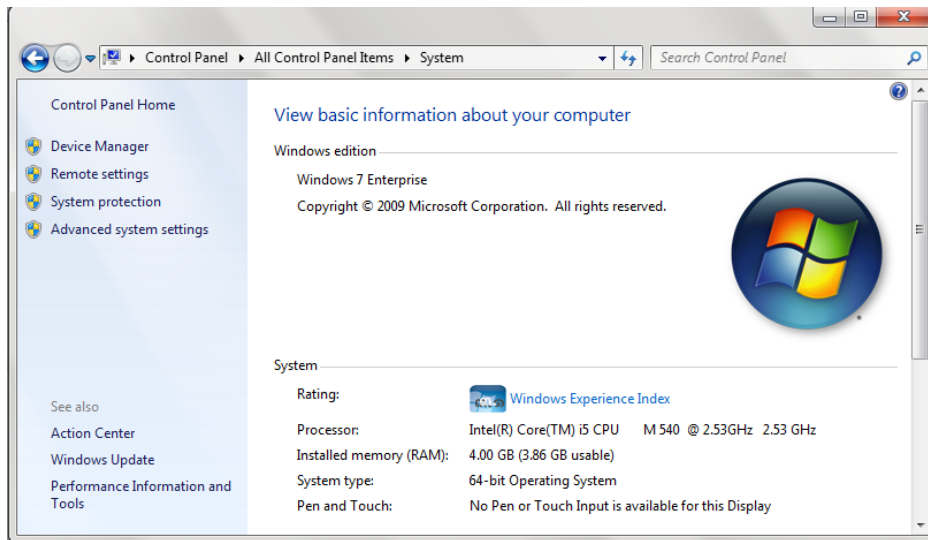 Control Panel All Control Panel Items System
Search Control Panel
Control Panel Home
Device Manager
Remote settings
System protection
Advanced system settings
See also
Action Center
Windows Update
Performance Information and
Tools
View basic information about your computer
Windows edition
Windows 7 Enterprise
Copyright © 2009 Microsoft Corporation. All rights reserved.
System
Rating: Windows Experience Index
Processor: Intel(R) Core(TM) i5 CPU M 540 @ 2.53GHz 2.53 GHz
Installed memory (RAM): 4.00 GB (3.86 GB usable)
System type: 64-bit Operating System
Pen and Touch: No Pen or Touch Input is available for this Display